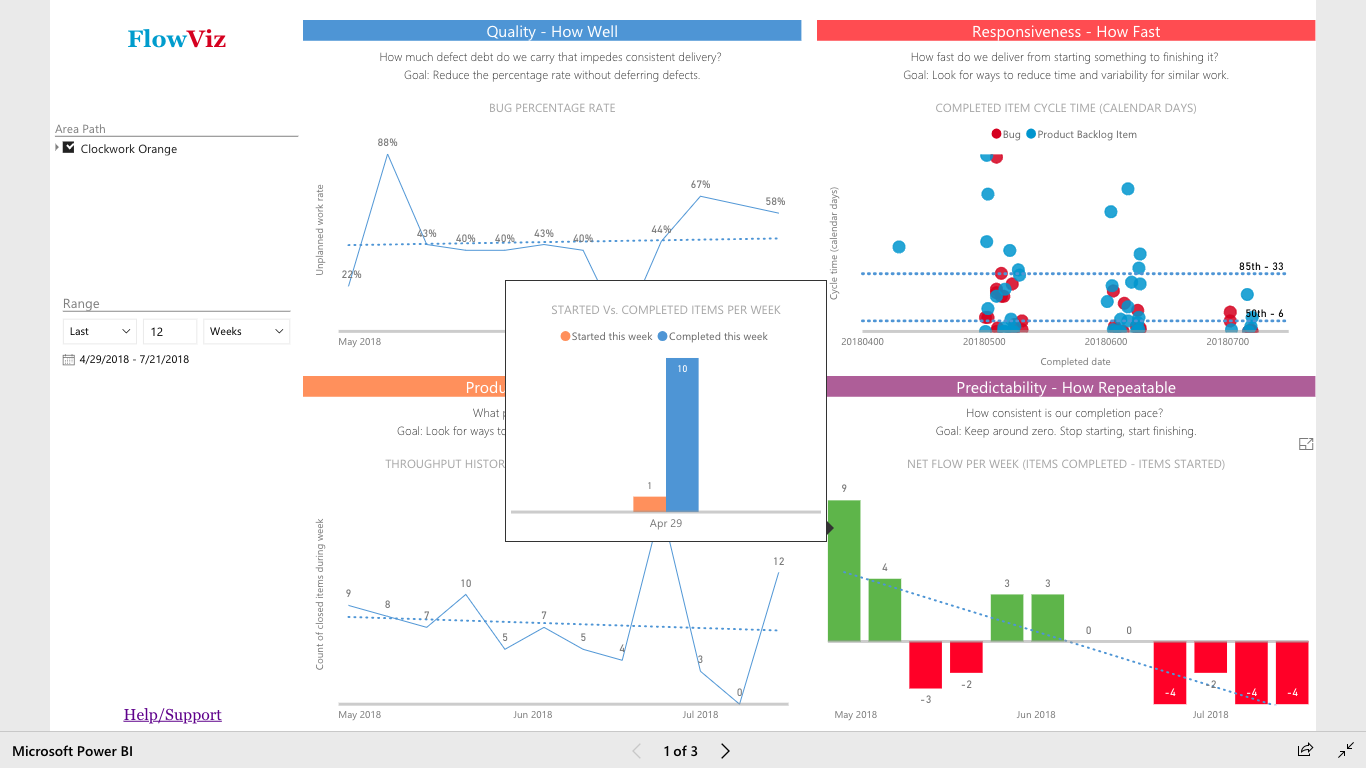 FlowViz
Area Path
Clockwork Orange
Range
Last
12
Weeks
4/29/2018 - 7/21/2018
Help/Support
Quality - How Well
How much defect debt do we carry that impedes consistent delivery?
Goal: Reduce the percentage rate without deferring defects.
BUG PERCENTAGE RATE
Unplanned work rate
22%
88%
43%
40%
40%
43%
40%
44%
67%
58%
May 2018
Responsiveness - How Fast
How fast do we deliver from starting something to finishing it?
Goal: Look for ways to reduce time and variability for similar work.
COMPLETED ITEM CYCLE TIME (CALENDAR DAYS)
Bug
Product Backlog Item
Cycle time (calendar days)
85th - 33
50th - 6
20180400
20180500
20180600
20180700
Completed date
STARTED Vs. COMPLETED ITEMS PER WEEK
Started this week
Completed this week
1
10
Apr 29
Produ
What p
Goal: Look for ways to
THROUGHPUT HISTOR
Count of closed items during week
9
8
7
10
5
7
5
4
3
0
12
May 2018
Jun 2018
Jul 2018
Predictability - How Repeatable
How consistent is our completion pace?
Goal: Keep around zero. Stop starting, start finishing.
NET FLOW PER WEEK (ITEMS COMPLETED - ITEMS STARTED)
9
4
-3
-2
3
3
0
0
-4
-2
-4
-4
May 2018
Jun 2018
Jul 2018
Microsoft Power BI
1 of 3